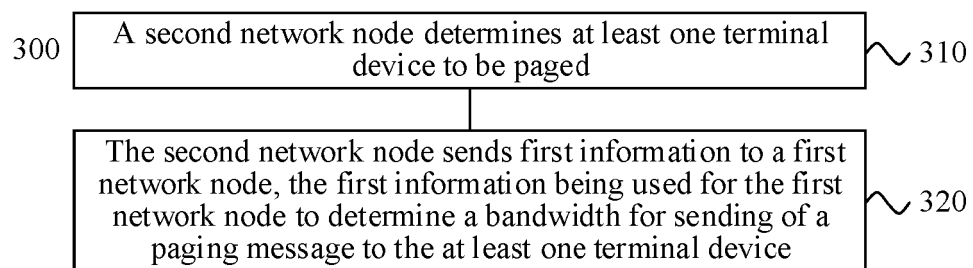 300
A second network node determines at least one terminal
device to be paged
310
The second network node sends first information to a first
network node, the first information being used for the first
network node to determine a bandwidth for sending of a
paging message to the at least one terminal device
320